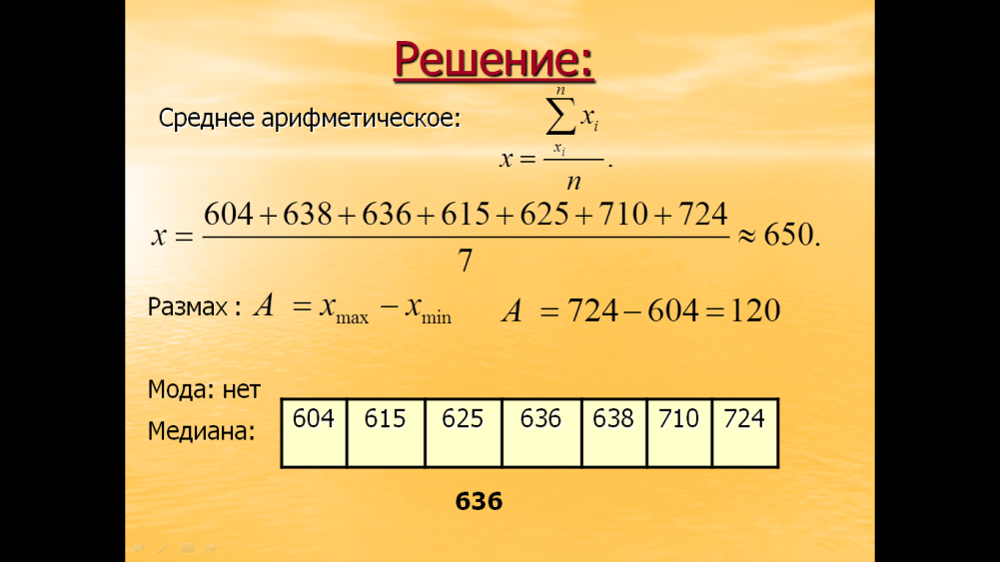 Решение:
Среднее арифметическое: x = \frac{\sum_{x_i}^{n} x_i}{n}.
x = \frac{604 + 638 + 636 + 615 + 625 + 710 + 724}{7} ≈ 650.
Размах : A = x_{max} − x_{min} A = 724 − 604 = 120
Мода: нет
Медиана: 604 615 625 636 638 710 724
636